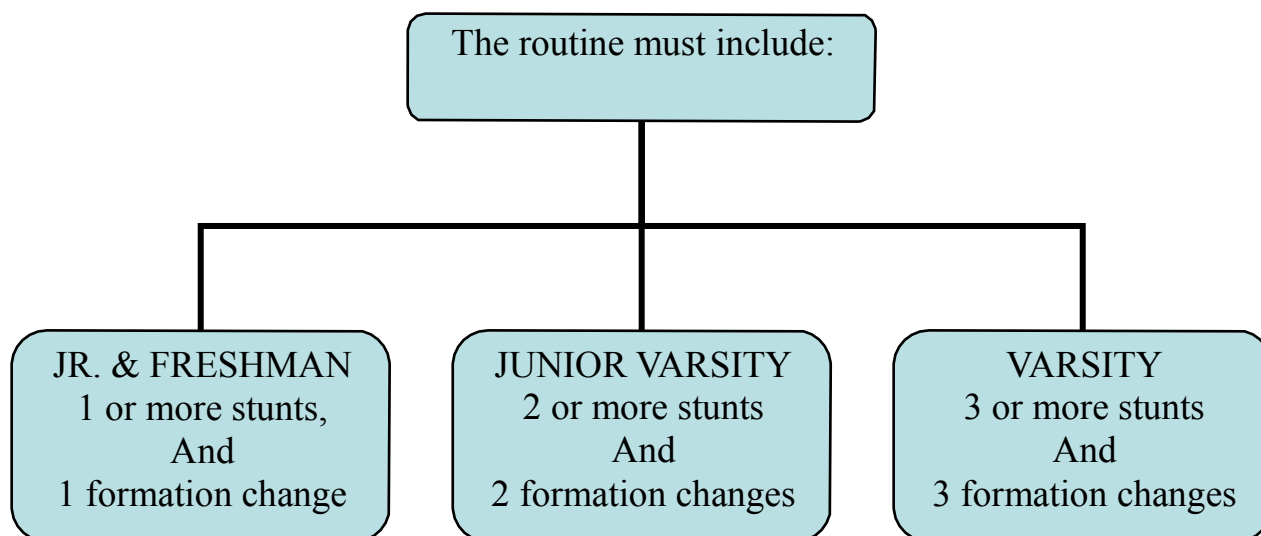 The routine must include:
JR. & FRESHMAN
1 or more stunts,
And
1 formation change
JUNIOR VARSITY
2 or more stunts
And
2 formation changes
VARSITY
3 or more stunts
And
3 formation changes